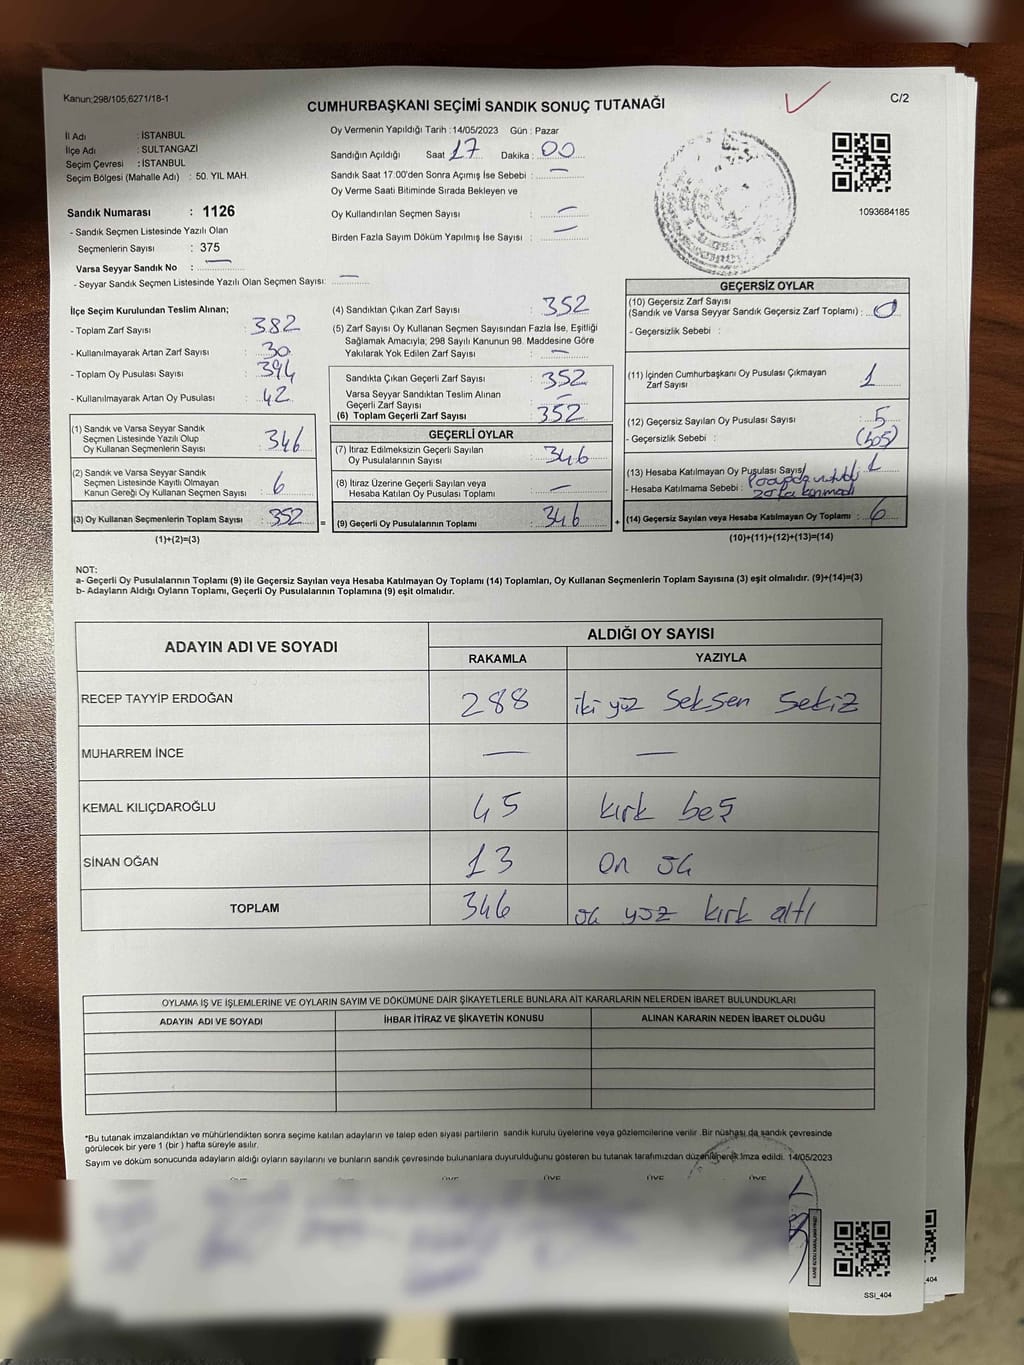 Kanun;298/105,6271/18-1
C/2
CUMHURBAŞKANI SEÇİMİ SANDIK SONUÇ TUTANAĞI
İl Adı : İSTANBUL
İlçe Adı : SULTANGAZİ
Seçim Çevresi : İSTANBUL
Seçim Bölgesi (Mahalle Adı) : 50. YIL MAH.
Sandık Numarası : 1126
- Sandık Seçmen Listesinde Yazılı Olan
Seçmenlerin Sayısı : 375
Varsa Seyyar Sandık No : —
- Seyyar Sandık Seçmen Listesinde Yazılı Olan Seçmen Sayısı: —
Oy Vermenin Yapıldığı Tarih : 14/05/2023 Gün : Pazar
Sandığın Açıldığı Saat 17 Dakika : 00
Sandık Saat 17:00'den Sonra Açımış İse Sebebi : —
Oy Verme Saati Bitiminde Sırada Bekleyen ve
Oy Kullandırılan Seçmen Sayısı : —
Birden Fazla Sayım Döküm Yapılmış İse Sayısı : —
1093684185
İlçe Seçim Kurulundan Teslim Alınan;
- Toplam Zarf Sayısı : 382
- Kullanılmayarak Artan Zarf Sayısı : 30
- Toplam Oy Pusulası Sayısı : 394
- Kullanılmayarak Artan Oy Pusulası : 42
(1) Sandık ve Varsa Seyyar Sandık
Seçmen Listesinde Yazılı Olup
Oy Kullanan Seçmenlerin Sayısı : 346
(2) Sandık ve Varsa Seyyar Sandık
Seçmen Listesinde Kayıtlı Olmayan
Kanun Gereği Oy Kullanan Seçmen Sayısı : 6
(3) Oy Kullanan Seçmenlerin Toplam Sayısı : 352 =
(1)+(2)=(3)
(4) Sandıktan Çıkan Zarf Sayısı : 352
(5) Zarf Sayısı Oy Kullanan Seçmen Sayısından Fazla İse, Eşitliği
Sağlamak Amacıyla; 298 Sayılı Kanunun 98. Maddesine Göre
Yakılarak Yok Edilen Zarf Sayısı : —
Sandıkta Çıkan Geçerli Zarf Sayısı : 352
Varsa Seyyar Sandıktan Teslim Alınan
Geçerli Zarf Sayısı : —
(6) Toplam Geçerli Zarf Sayısı : 352
GEÇERLİ OYLAR
(7) İtiraz Edilmeksizin Geçerli Sayılan
Oy Pusulalarının Sayısı : 346
(8) İtiraz Üzerine Geçerli Sayılan veya
Hesaba Katılan Oy Pusulası Toplamı : —
(9) Geçerli Oy Pusulalarının Toplamı : 346 +
GEÇERSİZ OYLAR
(10) Geçersiz Zarf Sayısı
(Sandık ve Varsa Seyyar Sandık Geçersiz Zarf Toplamı) : 0
- Geçersizlik Sebebi :
(11) İçinden Cumhurbaşkanı Oy Pusulası Çıkmayan
Zarf Sayısı : 1
(12) Geçersiz Sayılan Oy Pusulası Sayısı : 5
- Geçersizlik Sebebi : (boş)
(13) Hesaba Katılmayan Oy Pusulası Sayısı 1
- Hesaba Katılmama Sebebi :
zarfa konmadı
(14) Geçersiz Sayılan veya Hesaba Katılmayan Oy Toplamı : 6
(10)+(11)+(12)+(13)=(14)
NOT:
a- Geçerli Oy Pusulalarının Toplamı (9) ile Geçersiz Sayılan veya Hesaba Katılmayan Oy Toplamı (14) Toplamları, Oy Kullanan Seçmenlerin Toplam Sayısına (3) eşit olmalıdır. (9)+(14)=(3)
b- Adayların Aldığı Oyların Toplamı, Geçerli Oy Pusulalarının Toplamına (9) eşit olmalıdır.
ADAYIN ADI VE SOYADI
ALDIĞI OY SAYISI
RAKAMLA YAZIYLA
RECEP TAYYİP ERDOĞAN 288 iki yüz seksen sekiz
MUHARREM İNCE — —
KEMAL KILIÇDAROĞLU 45 kırk beş
SİNAN OĞAN 13 on üç
TOPLAM 346 üç yüz kırk altı
OYLAMA İŞ VE İŞLEMLERİNE VE OYLARIN SAYIM VE DÖKÜMÜNE DAİR ŞİKAYETLERLE BUNLARA AİT KARARLARIN NELERDEN İBARET BULUNDUKLARI
ADAYIN ADI VE SOYADI İHBAR İTİRAZ VE ŞİKAYETİN KONUSU ALINAN KARARIN NEDEN İBARET OLDUĞU
*Bu tutanak imzalandıktan ve mühürlendikten sonra seçime katılan adayların ve talep eden siyasi partilerin sandık kurulu üyelerine veya gözlemcilerine verilir .Bir nüshası da sandık çevresinde
görülecek bir yere 1 (bir ) hafta süreyle asılır.
Sayım ve döküm sonucunda adayların aldığı oyların sayılarını ve bunların sandık çevresinde bulunanlara duyurulduğunu gösteren bu tutanak tarafımızdan düzenlenerek imza edildi. 14/05/2023
ÜYE ÜYE ÜYE ÜYE ÜYE
SSI_404
404